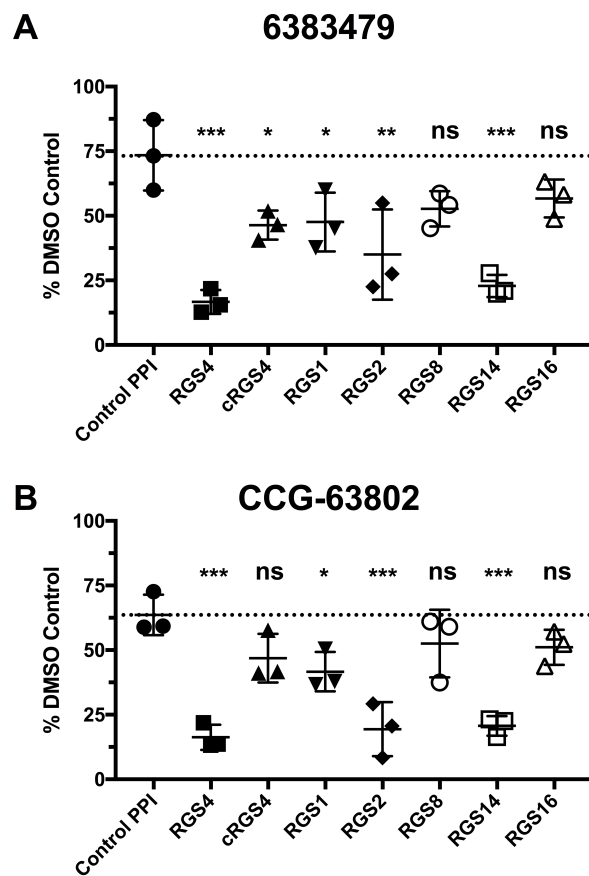 A
6383479
% DMSO Control
100
75
50
25
0
*** * * ** ns *** ns
Control PPI
RGS4
cRGS4
RGS1
RGS2
RGS8
RGS14
RGS16
B
CCG-63802
% DMSO Control
100
75
50
25
0
*** ns * *** ns *** ns
Control PPI
RGS4
cRGS4
RGS1
RGS2
RGS8
RGS14
RGS16